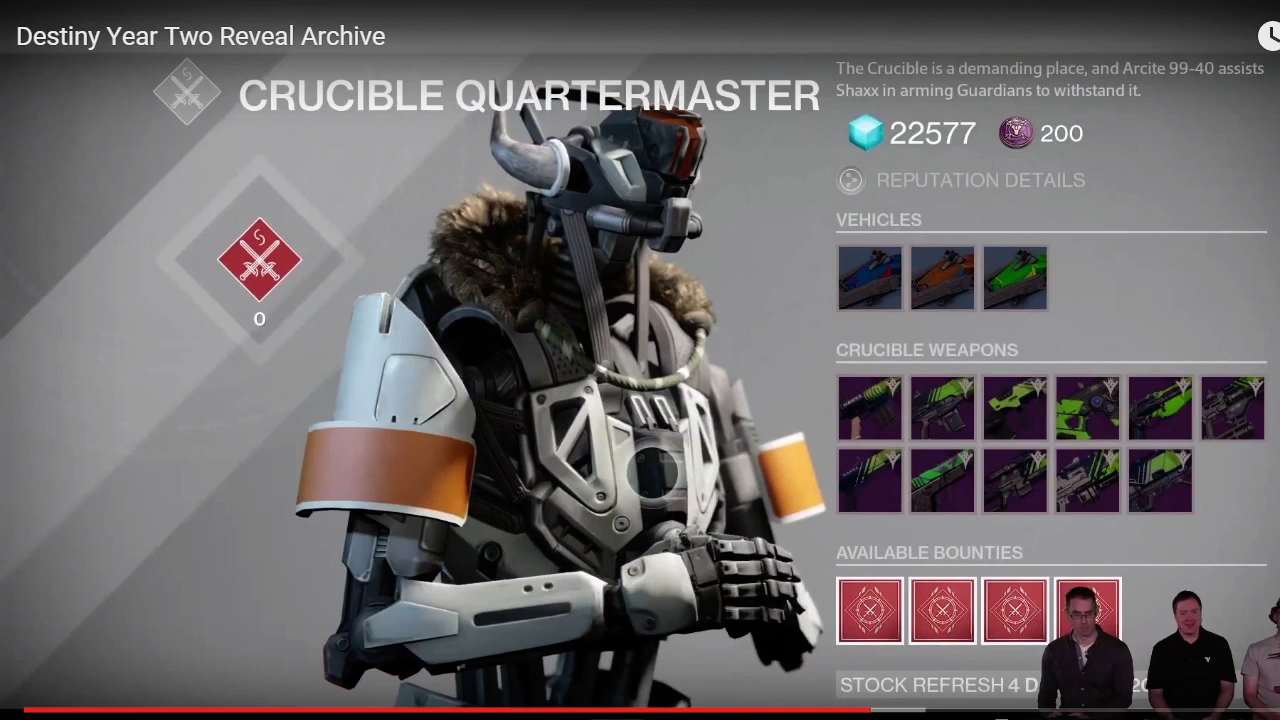 Destiny Year Two Reveal Archive
CRUCIBLE QUARTERMASTER
0
The Crucible is a demanding place, and Arcite 99-40 assists
Shaxx in arming Guardians to withstand it.
22577 200
REPUTATION DETAILS
VEHICLES
CRUCIBLE WEAPONS
AVAILABLE BOUNTIES
STOCK REFRESH 4 D